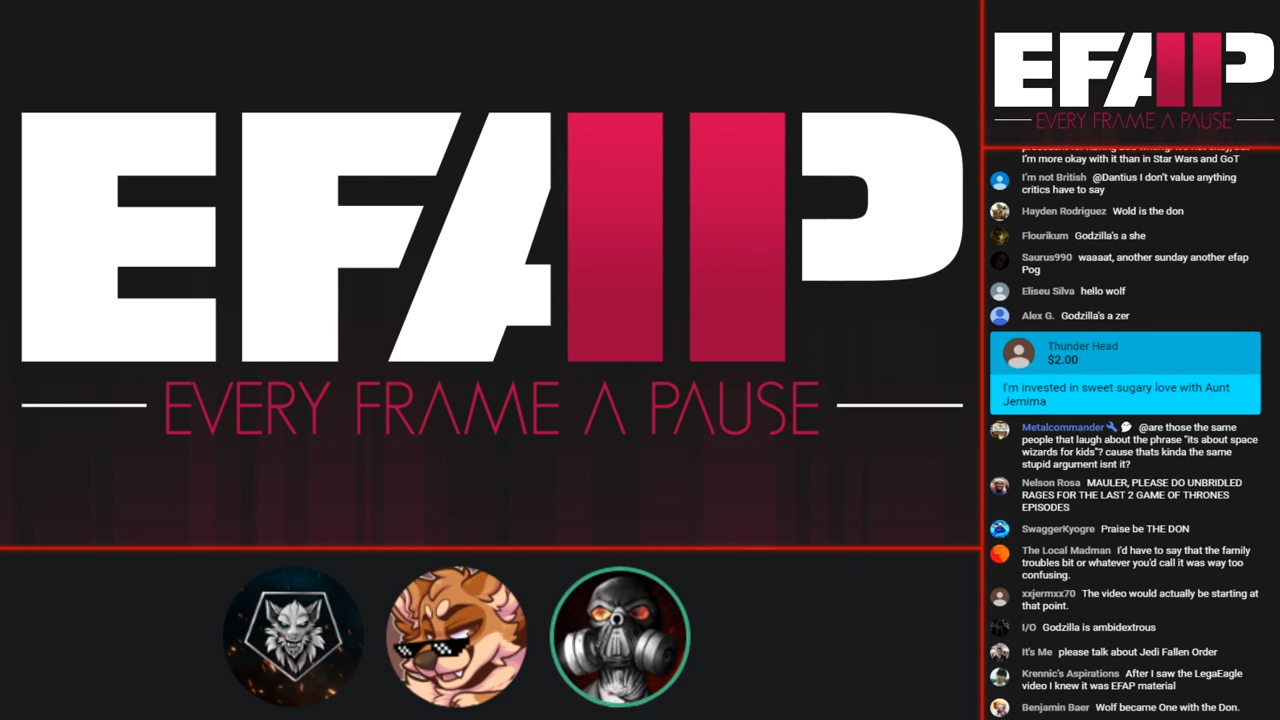 EFAP
EVERY FRAME A PAUSE
EFAP
EVERY FRAME A PAUSE
I'm more okay with it than in Star Wars and GoT
I'm not British @Dantius I don't value anything
critics have to say
Hayden Rodriguez Wold is the don
Flourikum Godzilla's a she
Saurus990 waaaat, another sunday another efap
Pog
Eliseu Silva hello wolf
Alex G. Godzilla's a zer
Thunder Head
$2.00
I'm invested in sweet sugary love with Aunt
Jemima
Metalcommander @are those the same
people that laugh about the phrase "its about space
wizards for kids"? cause thats kinda the same
stupid argument isnt it?
Nelson Rosa MAULER, PLEASE DO UNBRIDLED
RAGES FOR THE LAST 2 GAME OF THRONES
EPISODES
SwaggerKyogre Praise be THE DON
The Local Madman I'd have to say that the family
troubles bit or whatever you'd call it was way too
confusing.
xxjermxx70 The video would actually be starting at
that point.
I/O Godzilla is ambidextrous
It's Me please talk about Jedi Fallen Order
Krennic's Aspirations After I saw the LegaEagle
video I knew it was EFAP material
Benjamin Baer Wolf became One with the Don.